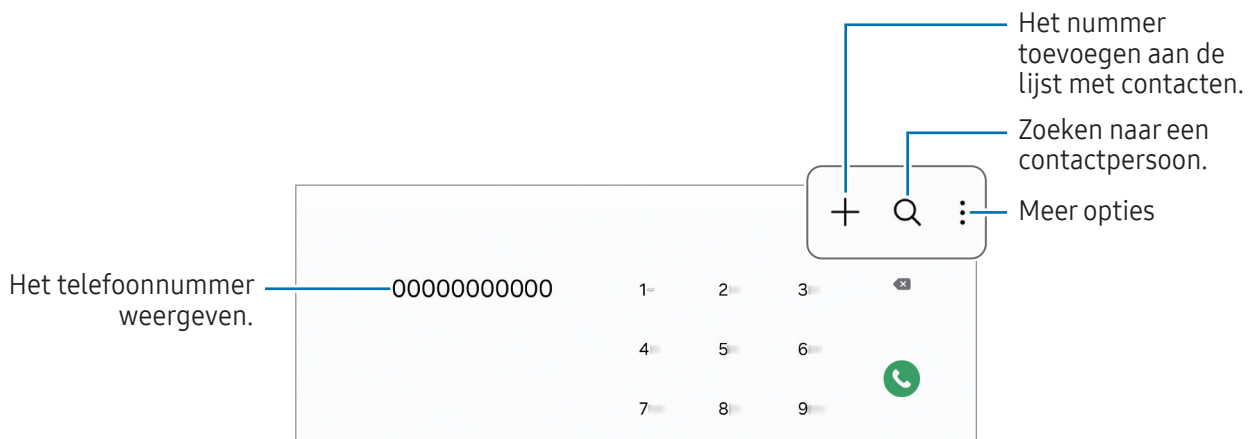 Het nummer
toevoegen aan de
lijst met contacten.
Zoeken naar een
contactpersoon.
Meer opties
Het telefoonnummer
weergeven.
00000000000
1 2 3
4 5 6
7 8 9